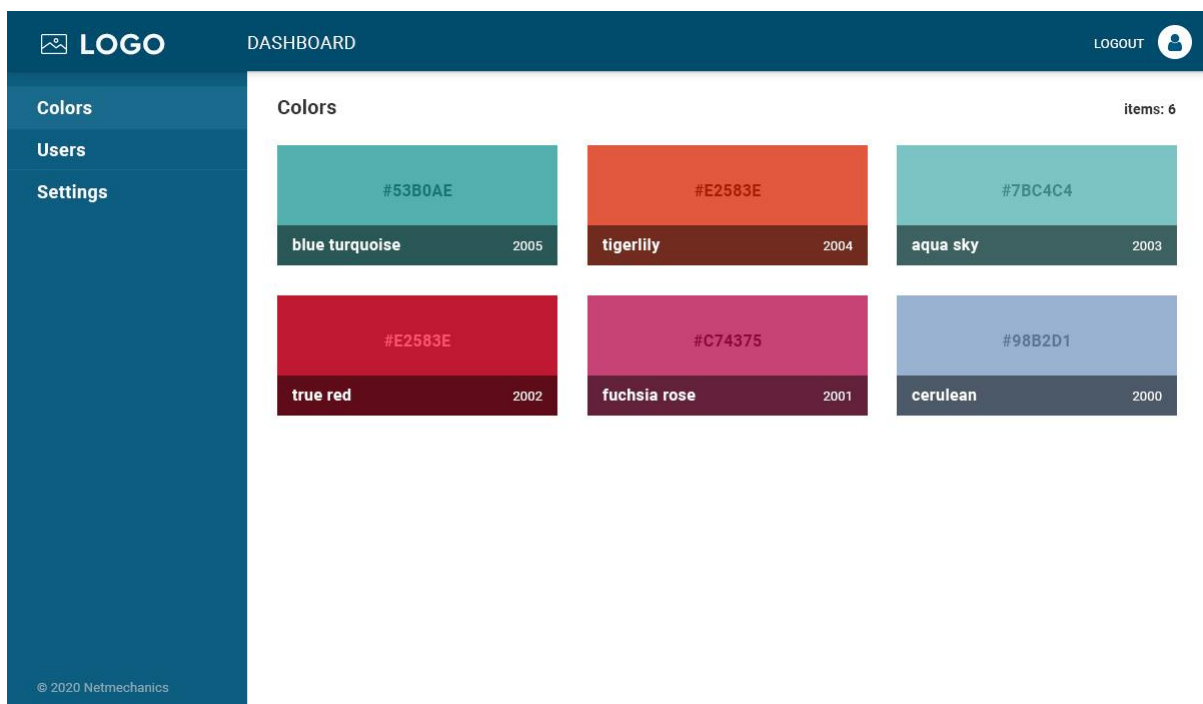 LOGO DASHBOARD LOGOUT
Colors
Users
Settings
Colors items: 6
#53B0AE #E2583E #7BC4C4
blue turquoise 2005 tigerlily 2004 aqua sky 2003
#E2583E #C74375 #98B2D1
true red 2002 fuchsia rose 2001 cerulean 2000
© 2020 Netmechanics